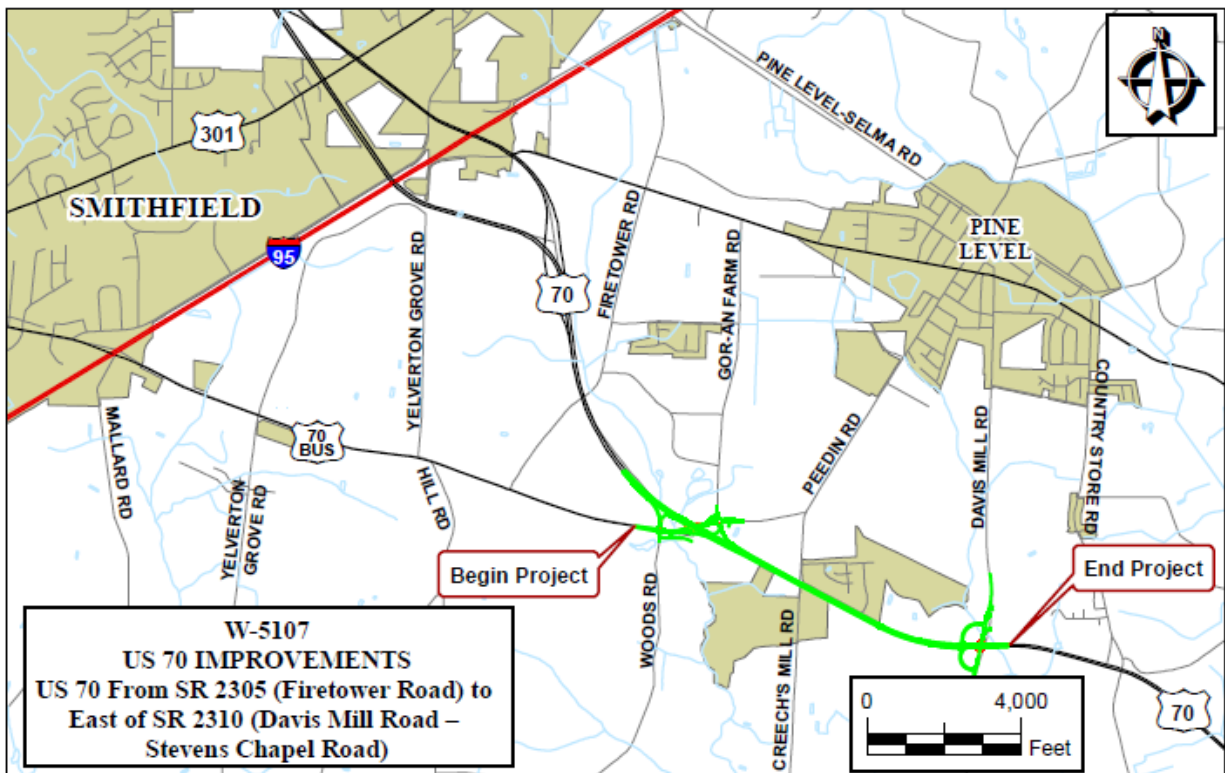 N
PINE LEVEL-SELMA RD
301
SMITHFIELD
PINE
LEVEL
95
YELVERTON GROVE RD
70
FIRETOWER RD
GOR-AN FARM RD
COUNTRY STORE RD
MALLARD RD
70
BUS
YELVERTON
GROVE RD
HILL RD
PEEDIN RD
DAVIS MILL RD
Begin Project
End Project
WOODS RD
CREECH'S MILL RD
W-5107
US 70 IMPROVEMENTS
US 70 From SR 2305 (Firetower Road) to
East of SR 2310 (Davis Mill Road –
Stevens Chapel Road)
0 4,000
Feet
70